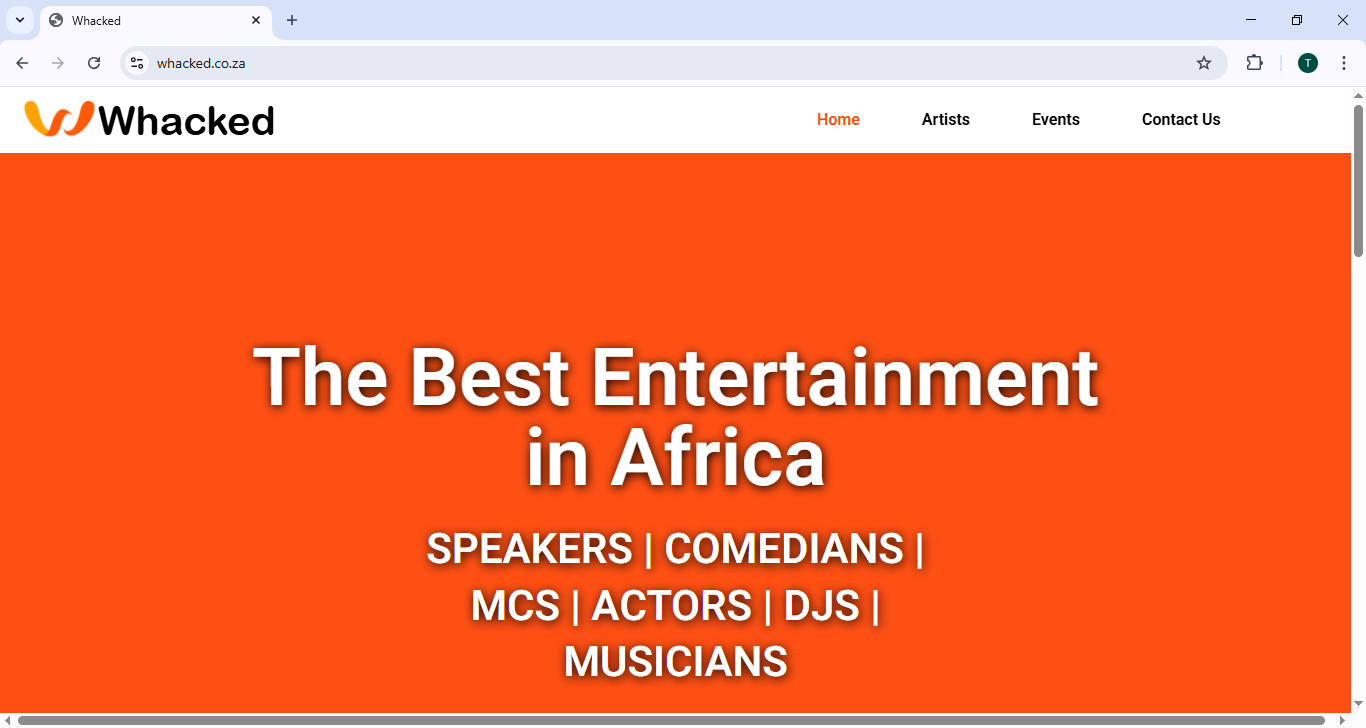 Whacked
whacked.co.za
T
Whacked
Home
Artists
Events
Contact Us
The Best Entertainment
in Africa
SPEAKERS | COMEDIANS |
MCS | ACTORS | DJS |
MUSICIANS